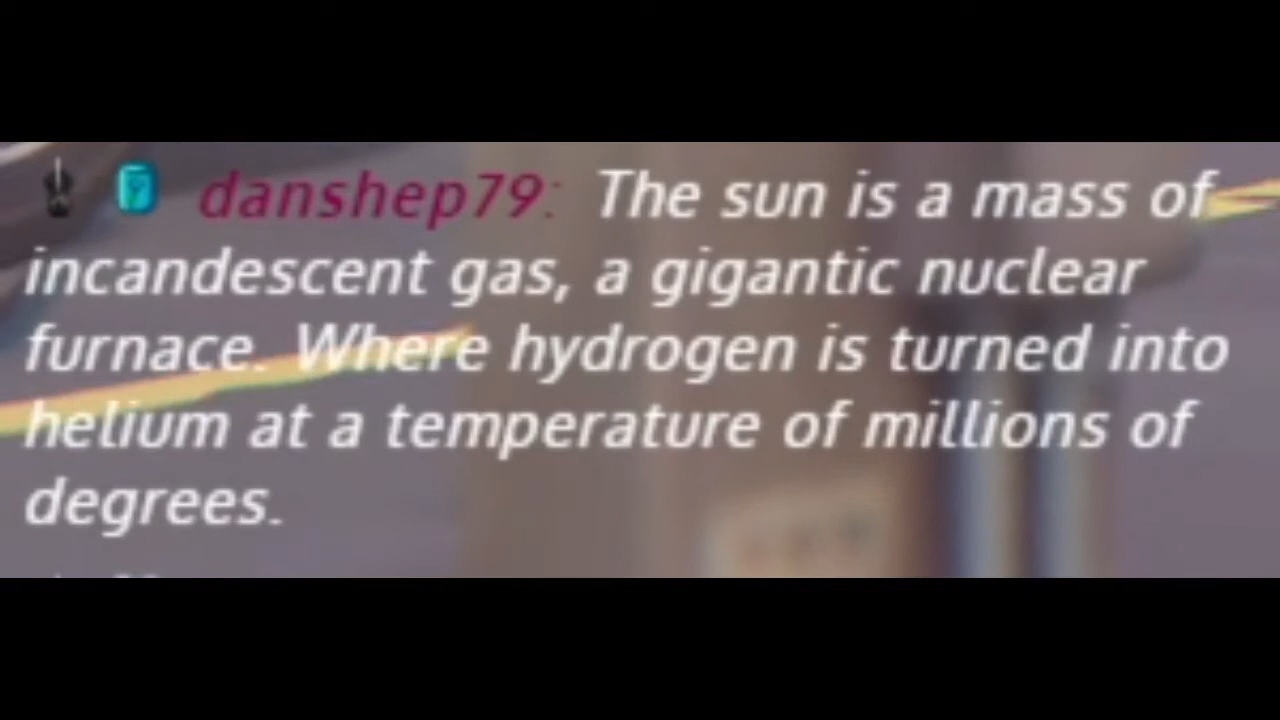 danshep79: The sun is a mass of
incandescent gas, a gigantic nuclear
furnace. Where hydrogen is turned into
helium at a temperature of millions of
degrees.